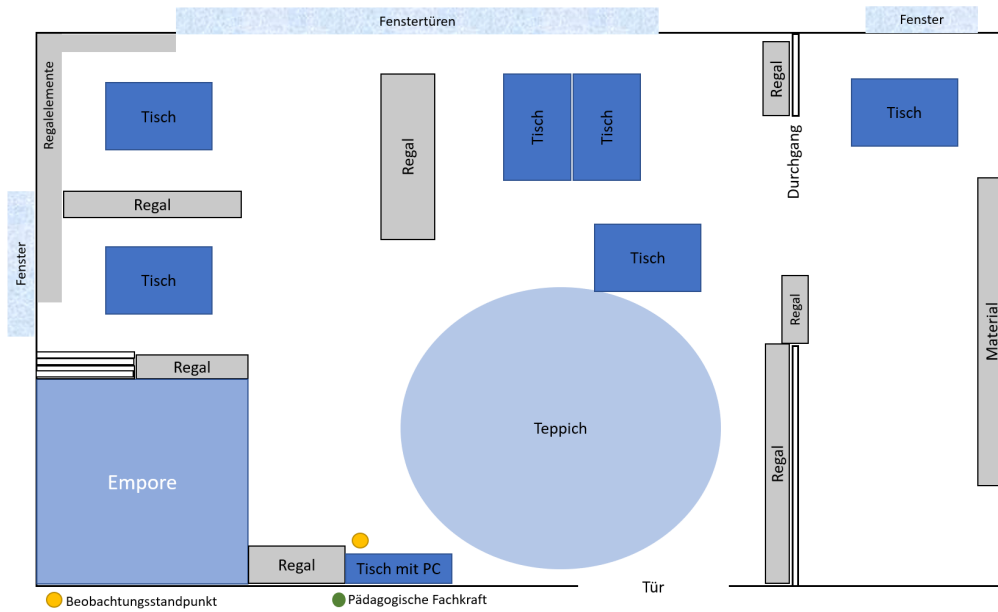 Fenstertüren
Fenster
Regalelemente
Tisch
Regal
Tisch
Tisch
Regal
Tisch
Durchgang
Regal
Fenster
Tisch
Tisch
Regal
Material
Regal
Empore
Teppich
Regal
Regal
Tisch mit PC
Tür
Beobachtungsstandpunkt
Pädagogische Fachkraft